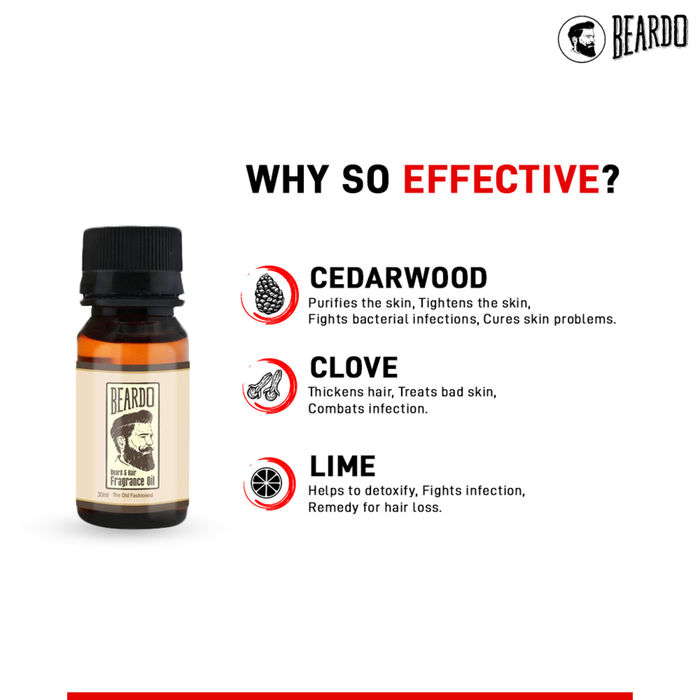 BEARDO
WHY SO EFFECTIVE?
CEDARWOOD
Purifies the skin, Tightens the skin,
Fights bacterial infections, Cures skin problems.
CLOVE
Thickens hair, Treats bad skin,
Combats infection.
LIME
Helps to detoxify, Fights infection,
Remedy for hair loss.
BEARDO
Beard & Hair
Fragrance Oil
30ml The Old Fashioned